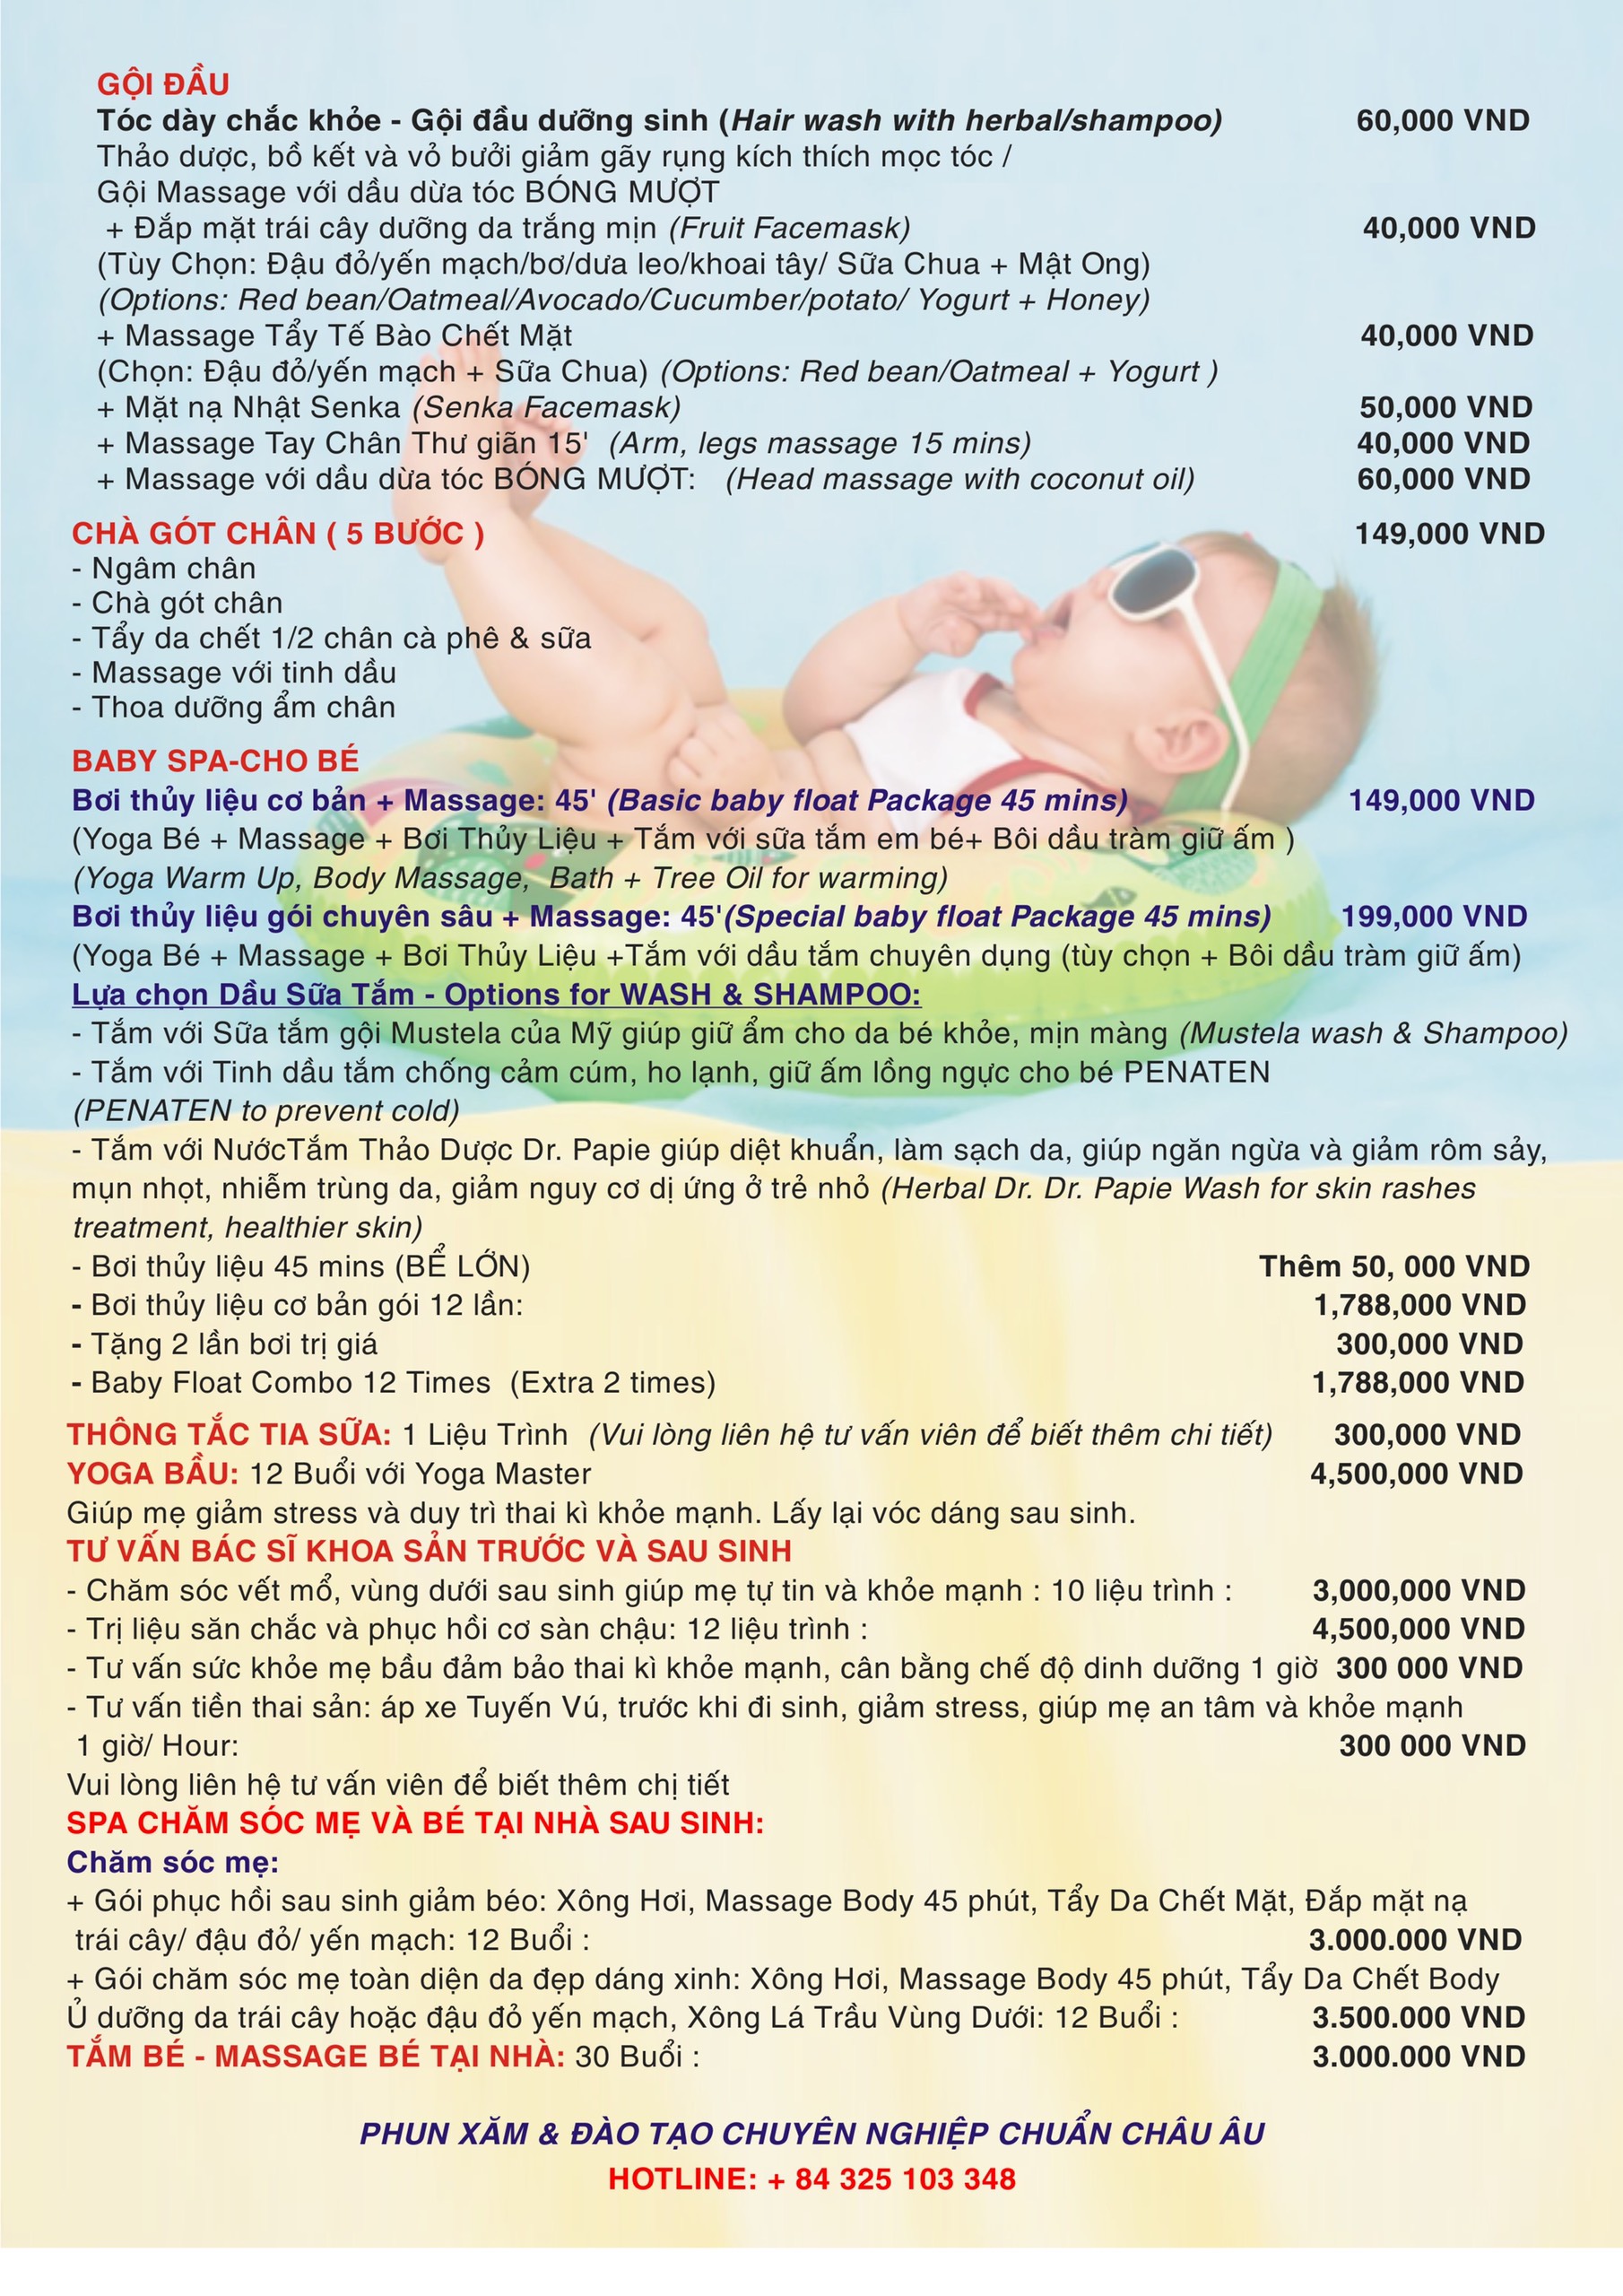 GỘI ĐẦU
Tóc dày chắc khỏe - Gội đầu dưỡng sinh (Hair wash with herbal/shampoo) 60,000 VND
Thảo dược, bồ kết và vỏ bưởi giảm gãy rụng kích thích mọc tóc /
Gội Massage với dầu dừa tóc BÓNG MƯỢT
+ Đắp mặt trái cây dưỡng da trắng mịn (Fruit Facemask) 40,000 VND
(Tùy Chọn: Đậu đỏ/yến mạch/bơ/dưa leo/khoai tây/ Sữa Chua + Mật Ong)
(Options: Red bean/Oatmeal/Avocado/Cucumber/potato/ Yogurt + Honey)
+ Massage Tẩy Tế Bào Chết Mặt 40,000 VND
(Chọn: Đậu đỏ/yến mạch + Sữa Chua) (Options: Red bean/Oatmeal + Yogurt )
+ Mặt nạ Nhật Senka (Senka Facemask) 50,000 VND
+ Massage Tay Chân Thư giãn 15' (Arm, legs massage 15 mins) 40,000 VND
+ Massage với dầu dừa tóc BÓNG MƯỢT: (Head massage with coconut oil) 60,000 VND
CHÀ GÓT CHÂN ( 5 BƯỚC ) 149,000 VND
- Ngâm chân
- Chà gót chân
- Tẩy da chết 1/2 chân cà phê & sữa
- Massage với tinh dầu
- Thoa dưỡng ẩm chân
BABY SPA-CHO BÉ
Bơi thủy liệu cơ bản + Massage: 45' (Basic baby float Package 45 mins) 149,000 VND
(Yoga Bé + Massage + Bơi Thủy Liệu + Tắm với sữa tắm em bé+ Bôi dầu tràm giữ ấm )
(Yoga Warm Up, Body Massage, Bath + Tree Oil for warming)
Bơi thủy liệu gói chuyên sâu + Massage: 45'(Special baby float Package 45 mins) 199,000 VND
(Yoga Bé + Massage + Bơi Thủy Liệu +Tắm với dầu tắm chuyên dụng (tùy chọn + Bôi dầu tràm giữ ấm)
Lựa chọn Dầu Sữa Tắm - Options for WASH & SHAMPOO:
- Tắm với Sữa tắm gội Mustela của Mỹ giúp giữ ẩm cho da bé khỏe, mịn màng (Mustela wash & Shampoo)
- Tắm với Tinh dầu tắm chống cảm cúm, ho lạnh, giữ ấm lồng ngực cho bé PENATEN
(PENATEN to prevent cold)
- Tắm với NướcTắm Thảo Dược Dr. Papie giúp diệt khuẩn, làm sạch da, giúp ngăn ngừa và giảm rôm sảy,
mụn nhọt, nhiễm trùng da, giảm nguy cơ dị ứng ở trẻ nhỏ (Herbal Dr. Dr. Papie Wash for skin rashes
treatment, healthier skin)
- Bơi thủy liệu 45 mins (BỂ LỚN) Thêm 50, 000 VND
- Bơi thủy liệu cơ bản gói 12 lần: 1,788,000 VND
- Tặng 2 lần bơi trị giá 300,000 VND
- Baby Float Combo 12 Times (Extra 2 times) 1,788,000 VND
THÔNG TẮC TIA SỮA: 1 Liệu Trình (Vui lòng liên hệ tư vấn viên để biết thêm chi tiết) 300,000 VND
YOGA BẦU: 12 Buổi với Yoga Master 4,500,000 VND
Giúp mẹ giảm stress và duy trì thai kì khỏe mạnh. Lấy lại vóc dáng sau sinh.
TƯ VẤN BÁC SĨ KHOA SẢN TRƯỚC VÀ SAU SINH
- Chăm sóc vết mổ, vùng dưới sau sinh giúp mẹ tự tin và khỏe mạnh : 10 liệu trình : 3,000,000 VND
- Trị liệu săn chắc và phục hồi cơ sàn chậu: 12 liệu trình : 4,500,000 VND
- Tư vấn sức khỏe mẹ bầu đảm bảo thai kì khỏe mạnh, cân bằng chế độ dinh dưỡng 1 giờ 300 000 VND
- Tư vấn tiền thai sản: áp xe Tuyến Vú, trước khi đi sinh, giảm stress, giúp mẹ an tâm và khỏe mạnh
1 giờ/ Hour: 300 000 VND
Vui lòng liên hệ tư vấn viên để biết thêm chị tiết
SPA CHĂM SÓC MẸ VÀ BÉ TẠI NHÀ SAU SINH:
Chăm sóc mẹ:
+ Gói phục hồi sau sinh giảm béo: Xông Hơi, Massage Body 45 phút, Tẩy Da Chết Mặt, Đắp mặt nạ
trái cây/ đậu đỏ/ yến mạch: 12 Buổi : 3.000.000 VND
+ Gói chăm sóc mẹ toàn diện da đẹp dáng xinh: Xông Hơi, Massage Body 45 phút, Tẩy Da Chết Body
Ủ dưỡng da trái cây hoặc đậu đỏ yến mạch, Xông Lá Trầu Vùng Dưới: 12 Buổi : 3.500.000 VND
TẮM BÉ - MASSAGE BÉ TẠI NHÀ: 30 Buổi : 3.000.000 VND
PHUN XĂM & ĐÀO TẠO CHUYÊN NGHIỆP CHUẨN CHÂU ÂU
HOTLINE: + 84 325 103 348